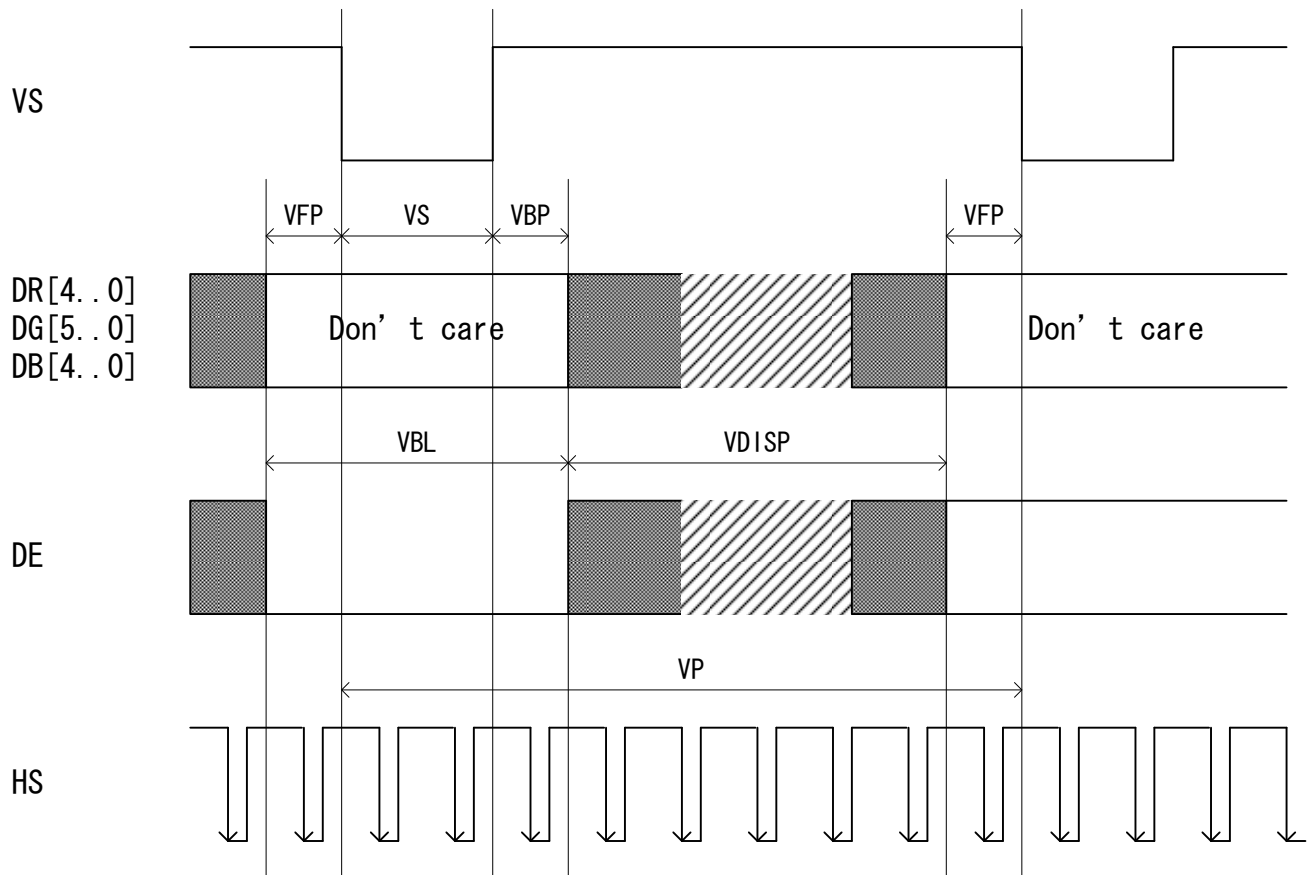 VS
VFP
VS
VBP
VFP
DR[4..0]
DG[5..0]
DB[4..0]
Don't care
Don't care
VBL
VDISP
DE
VP
HS